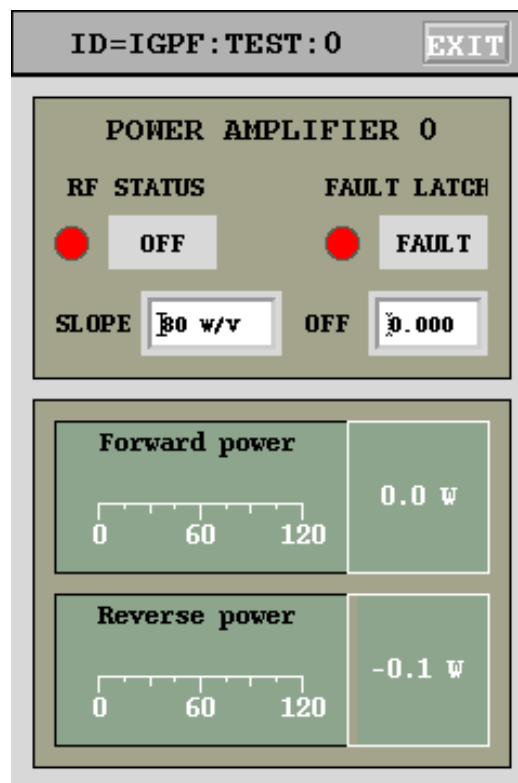 ID=IGPF:TEST:0 EXIT
POWER AMPLIFIER 0
RF STATUS FAULT LATCH
OFF FAULT
SLOPE 80 w/v OFF 0.000
Forward power
0.0 W
0 60 120
Reverse power
-0.1 W
0 60 120